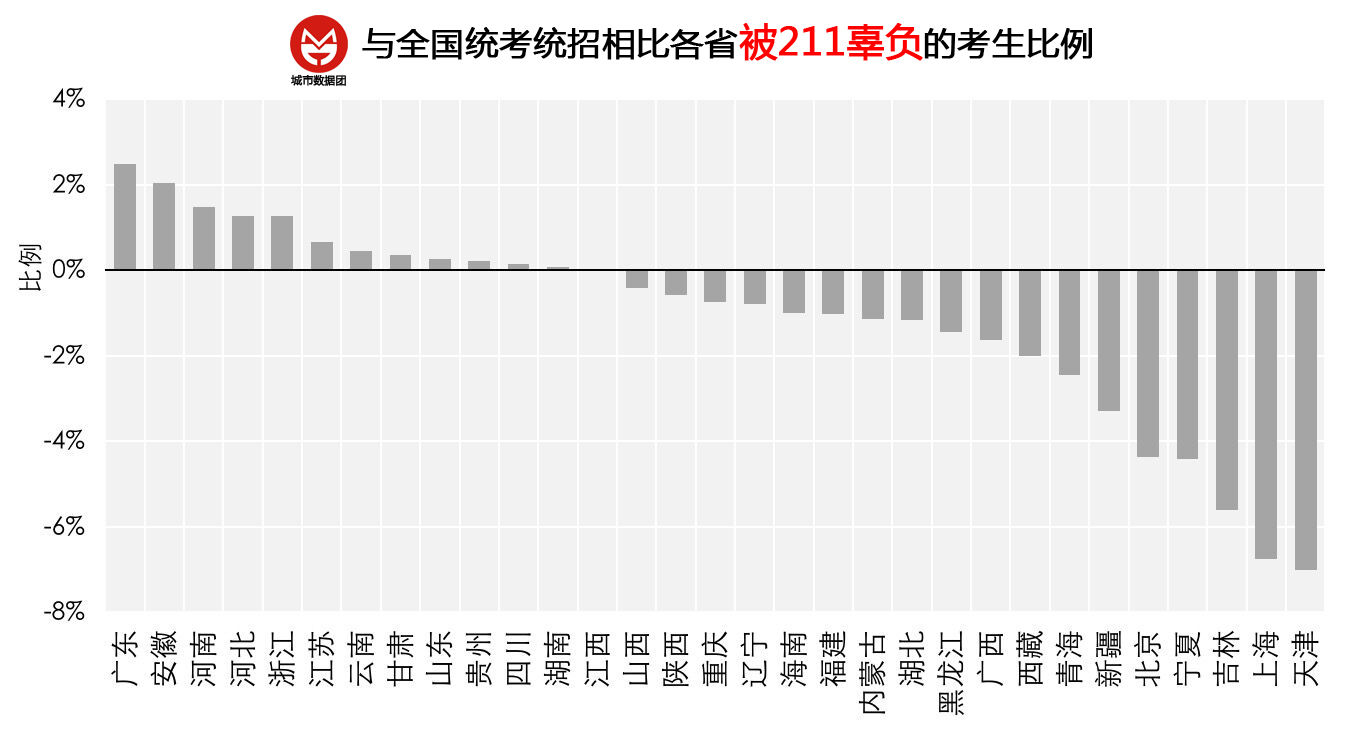 与全国统考统招相比各省被211辜负的考生比例
城市数据团
4%
2%
0%
-2%
-4%
-6%
-8%
比例
广东
安徽
河南
河北
浙江
江苏
云南
甘肃
山东
贵州
四川
湖南
江西
山西
陕西
重庆
辽宁
海南
福建
内蒙古
湖北
黑龙江
广西
西藏
青海
新疆
北京
宁夏
吉林
上海
天津